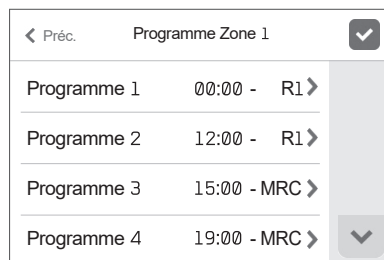 Préc. Programme Zone 1
Programme 1 00:00 - R1
Programme 2 12:00 - R1
Programme 3 15:00 - MRC
Programme 4 19:00 - MRC